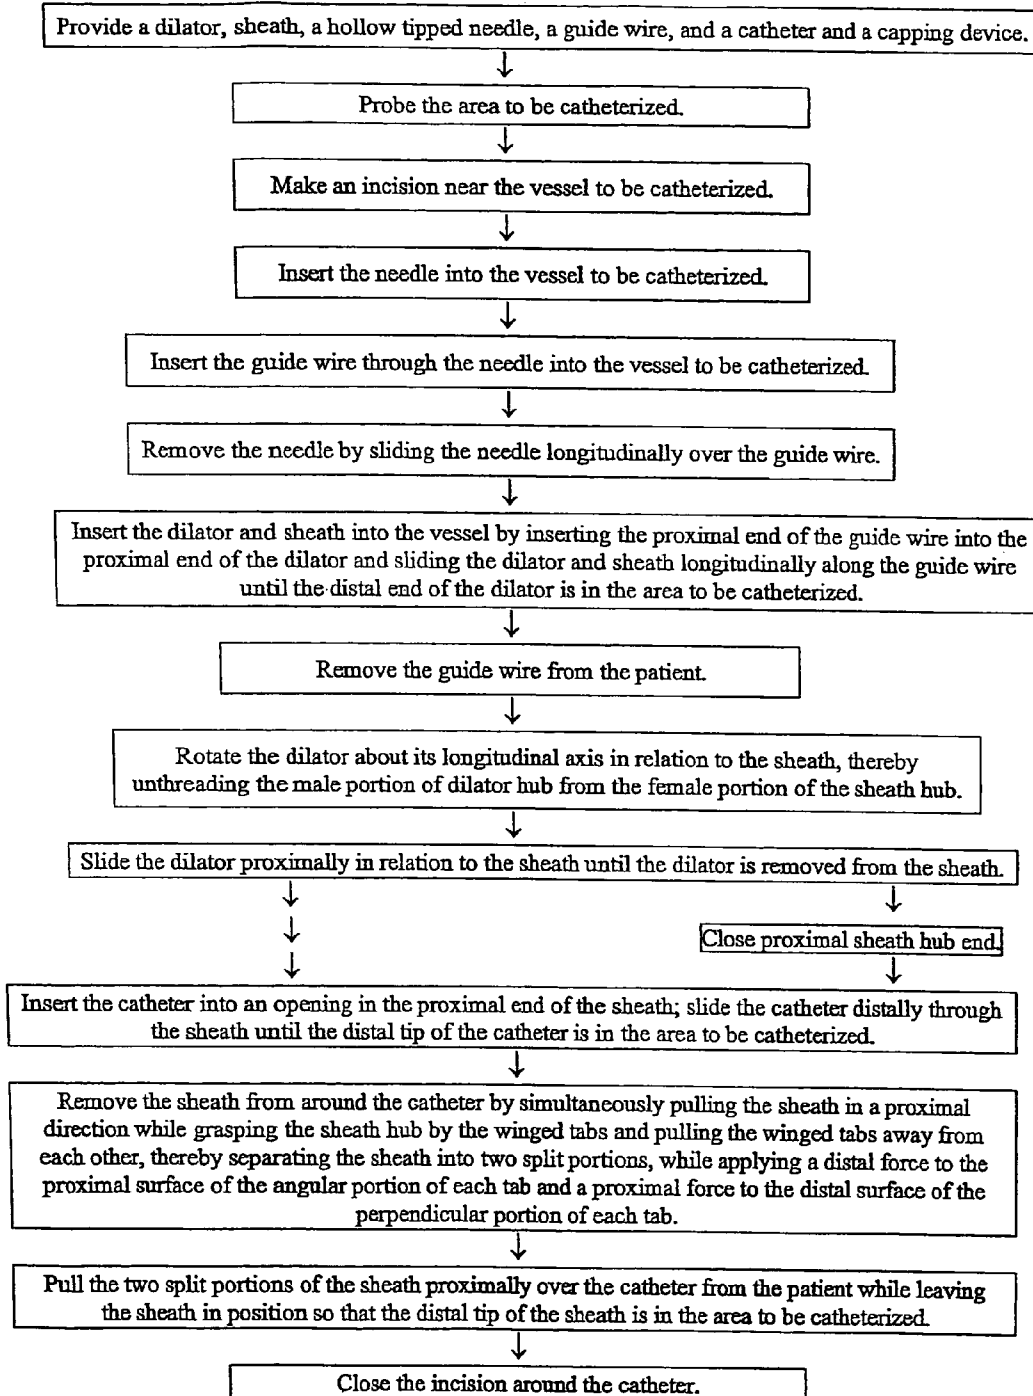 Provide a dilator, sheath, a hollow tipped needle, a guide wire, and a catheter and a capping device.
Probe the area to be catheterized.
Make an incision near the vessel to be catheterized.
Insert the needle into the vessel to be catheterized.
Insert the guide wire through the needle into the vessel to be catheterized.
Remove the needle by sliding the needle longitudinally over the guide wire.
Insert the dilator and sheath into the vessel by inserting the proximal end of the guide wire into the
proximal end of the dilator and sliding the dilator and sheath longitudinally along the guide wire
until the distal end of the dilator is in the area to be catheterized.
Remove the guide wire from the patient.
Rotate the dilator about its longitudinal axis in relation to the sheath, thereby
unthreading the male portion of dilator hub from the female portion of the sheath hub.
Slide the dilator proximally in relation to the sheath until the dilator is removed from the sheath.
Close proximal sheath hub end.
Insert the catheter into an opening in the proximal end of the sheath; slide the catheter distally through
the sheath until the distal tip of the catheter is in the area to be catheterized.
Remove the sheath from around the catheter by simultaneously pulling the sheath in a proximal
direction while grasping the sheath hub by the winged tabs and pulling the winged tabs away from
each other, thereby separating the sheath into two split portions, while applying a distal force to the
proximal surface of the angular portion of each tab and a proximal force to the distal surface of the
perpendicular portion of each tab.
Pull the two split portions of the sheath proximally over the catheter from the patient while leaving
the sheath in position so that the distal tip of the sheath is in the area to be catheterized.
Close the incision around the catheter.